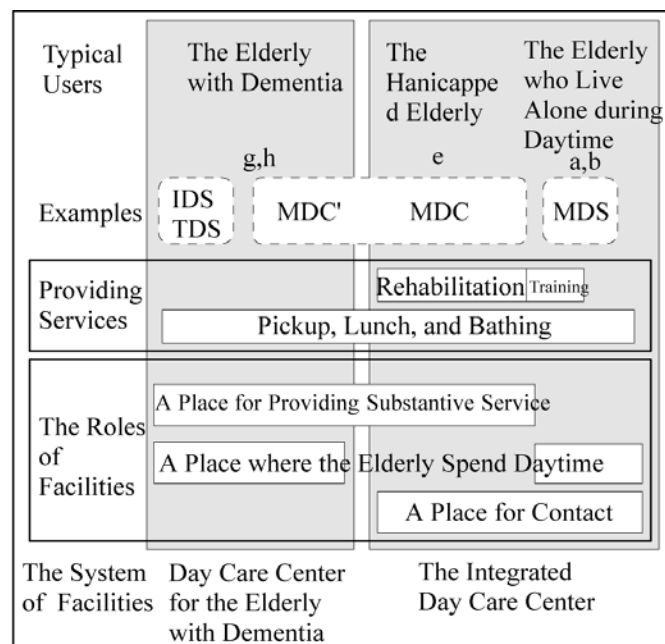 Typical
Users
The Elderly
with Dementia
The
Hanicappe
d Elderly
The Elderly
who Live
Alone during
Daytime
g,h
e
a,b
Examples
IDS
TDS
MDC'
MDC
MDS
Providing
Services
Rehabilitation
Training
Pickup, Lunch, and Bathing
The Roles
of
Facilities
A Place for Providing Substantive Service
A Place where the Elderly Spend Daytime
A Place for Contact
The System
of Facilities
Day Care Center
for the Elderly
with Dementia
The Integrated
Day Care Center